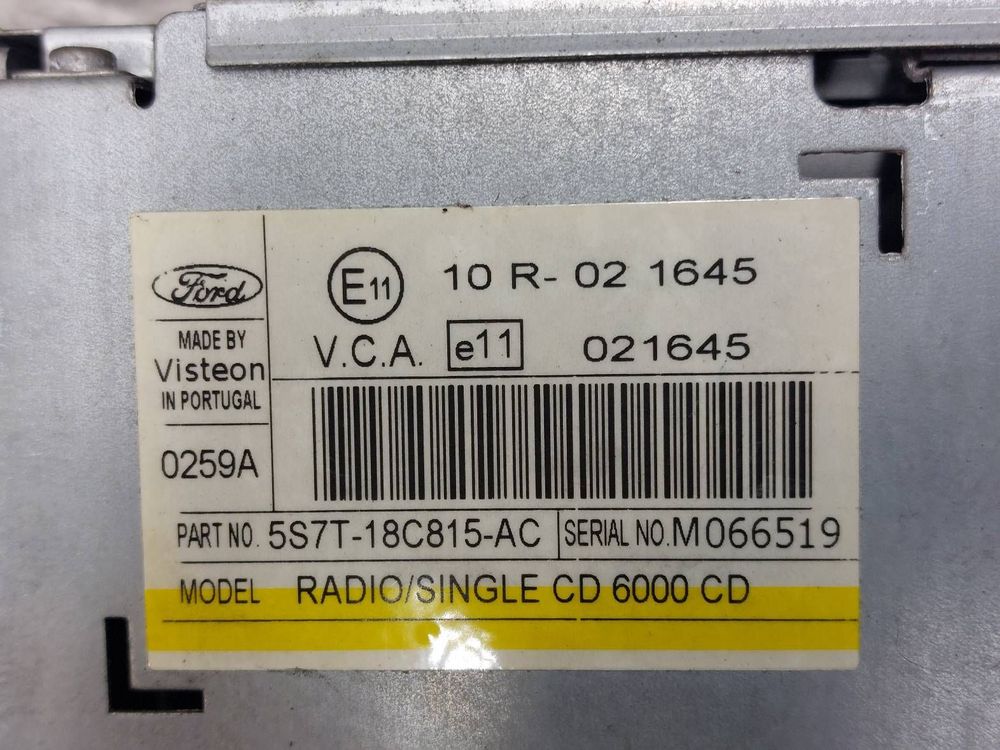 Ford
MADE BY
Visteon
IN PORTUGAL
0259A
E11 10 R- 02 1645
V.C.A. e11 021645
PART NO. 5S7T-18C815-AC SERIAL NO. M066519
MODEL RADIO/SINGLE CD 6000 CD